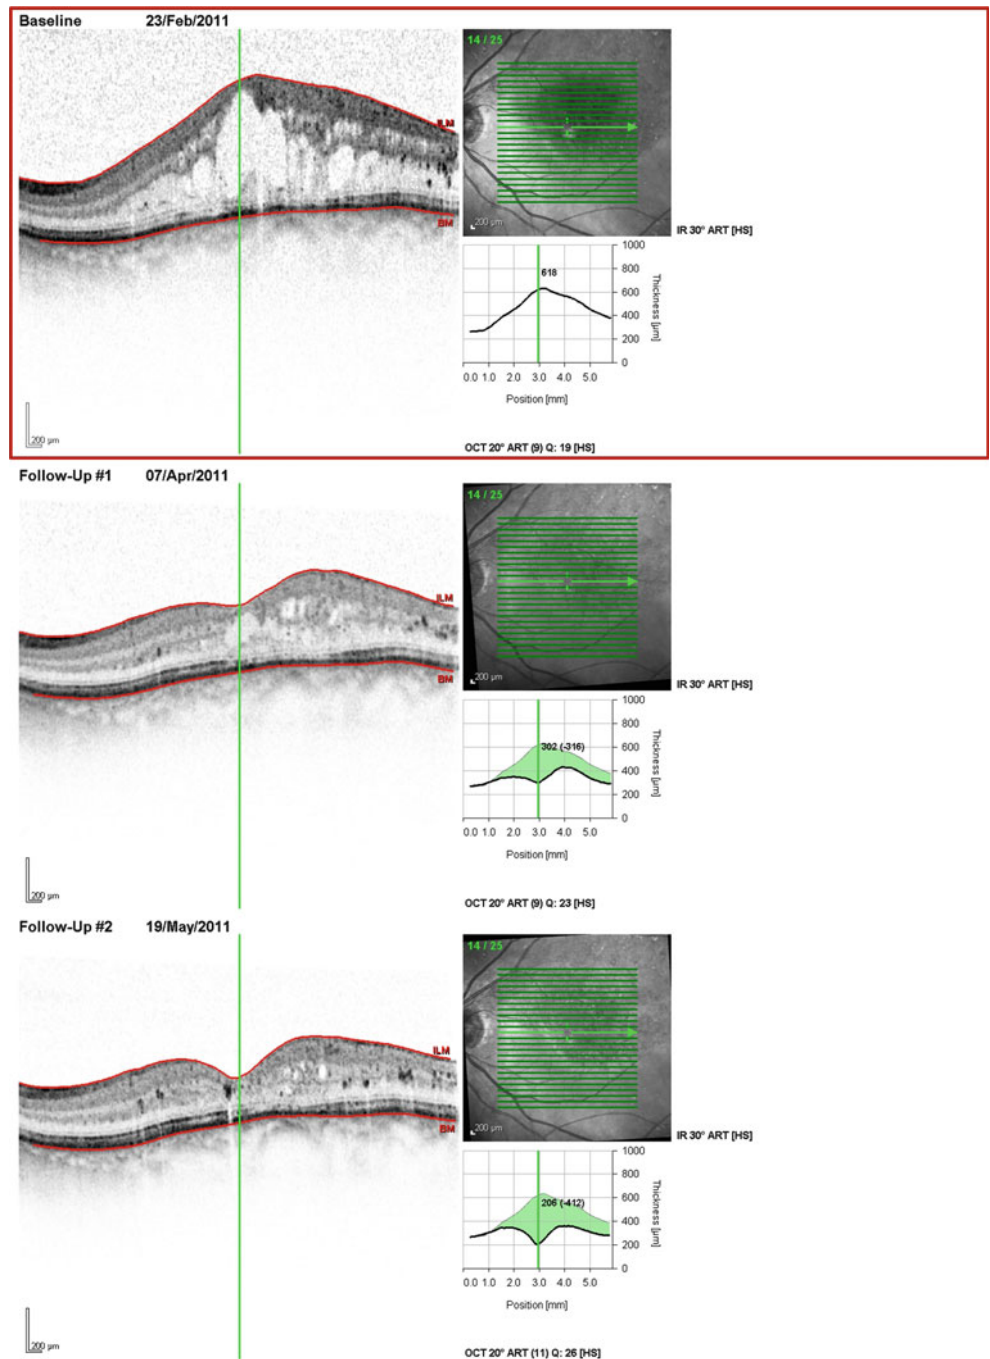 Baseline 23/Feb/2011
14 / 25
ILM
BM
200 µm
200 µm
IR 30° ART [HS]
618
1000
800
600
400
200
0
Thickness [µm]
0.0 1.0 2.0 3.0 4.0 5.0
Position [mm]
OCT 20° ART (9) Q: 19 [HS]
Follow-Up #1 07/Apr/2011
14 / 25
ILM
BM
200 µm
200 µm
IR 30° ART [HS]
302 (-316)
1000
800
600
400
200
0
Thickness [µm]
0.0 1.0 2.0 3.0 4.0 5.0
Position [mm]
OCT 20° ART (9) Q: 23 [HS]
Follow-Up #2 19/May/2011
14 / 25
ILM
BM
200 µm
200 µm
IR 30° ART [HS]
206 (-412)
1000
800
600
400
200
0
Thickness [µm]
0.0 1.0 2.0 3.0 4.0 5.0
Position [mm]
OCT 20° ART (11) Q: 26 [HS]